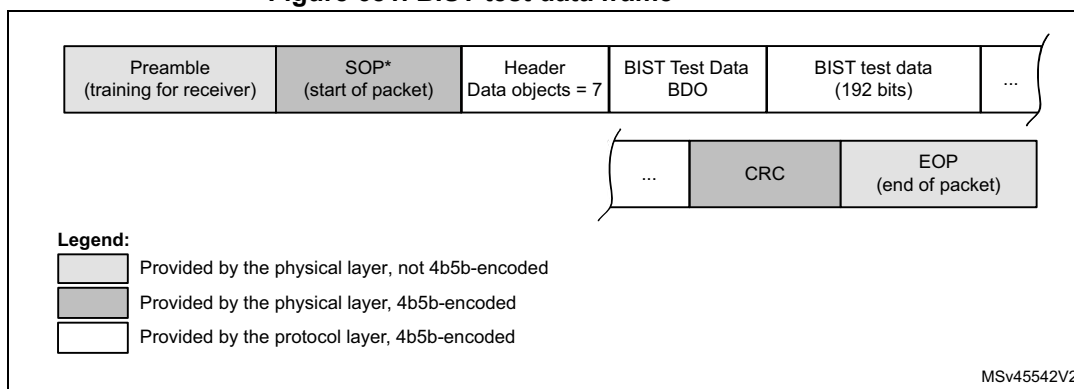 Preamble
(training for receiver)
SOP*
(start of packet)
Header
Data objects = 7
BIST Test Data
BDO
BIST test data
(192 bits)
...
...
CRC
EOP
(end of packet)
Legend:
Provided by the physical layer, not 4b5b-encoded
Provided by the physical layer, 4b5b-encoded
Provided by the protocol layer, 4b5b-encoded
MSv45542V2